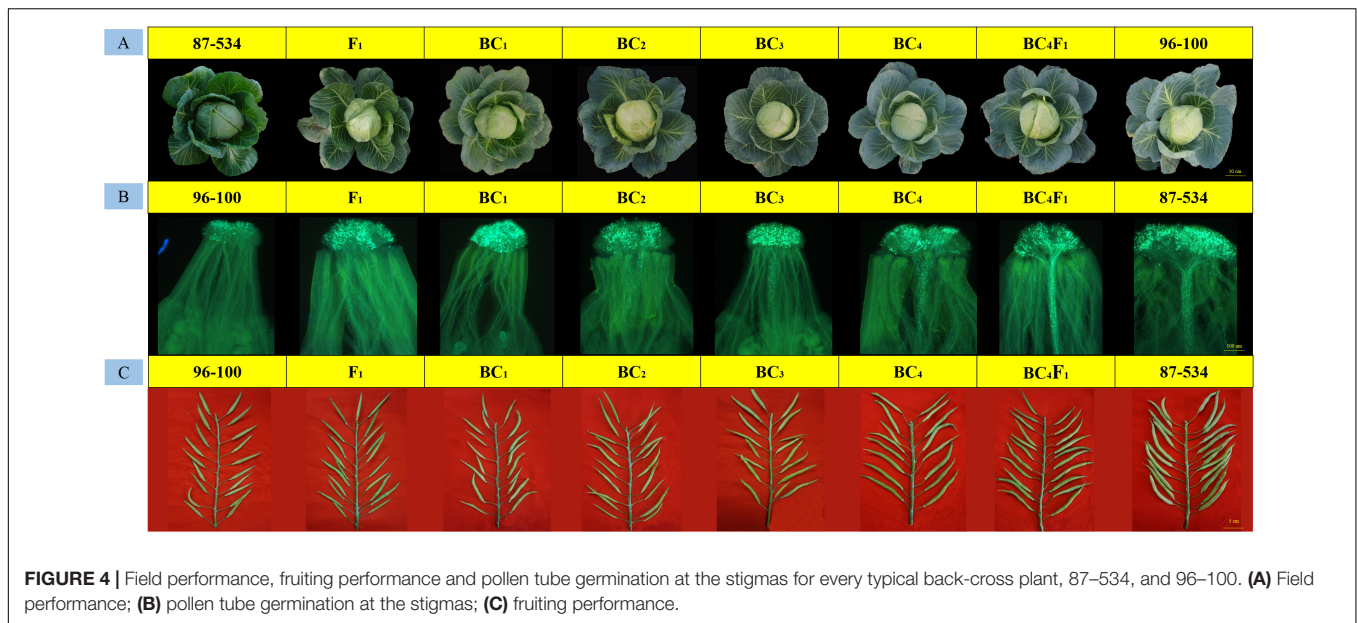 A 87-534 F1 BC1 BC2 BC3 BC4 BC4F1 96-100
10 cm
B 96-100 F1 BC1 BC2 BC3 BC4 BC4F1 87-534
100 um
C 96-100 F1 BC1 BC2 BC3 BC4 BC4F1 87-534
FIGURE 4 | Field performance, fruiting performance and pollen tube germination at the stigmas for every typical back-cross plant, 87–534, and 96–100. (A) Field
performance; (B) pollen tube germination at the stigmas; (C) fruiting performance.